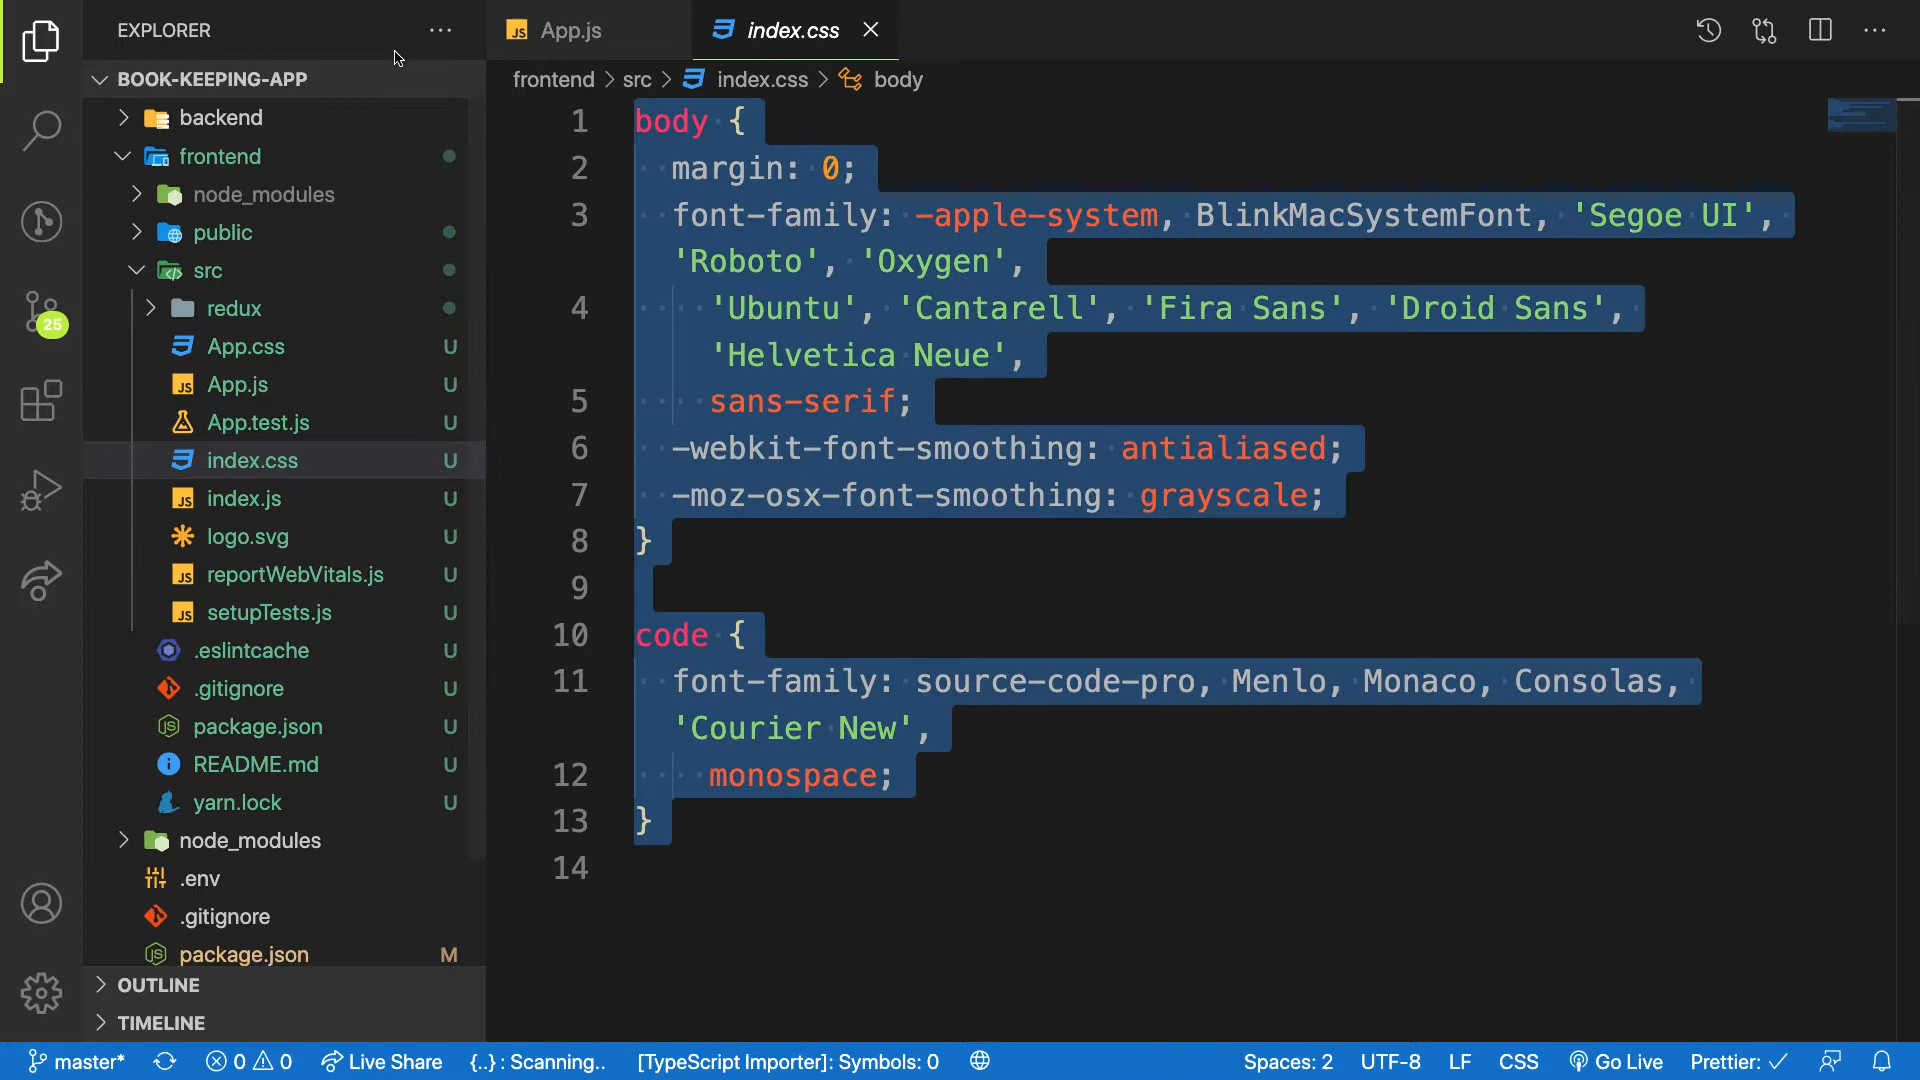 EXPLORER
BOOK-KEEPING-APP
backend
frontend
node_modules
public
src
redux
App.css U
JS App.js U
App.test.js U
index.css U
JS index.js U
logo.svg U
JS reportWebVitals.js U
JS setupTests.js U
.eslintcache U
.gitignore U
package.json U
README.md U
yarn.lock U
node_modules
.env
.gitignore
package.json M
OUTLINE
TIMELINE
25
JS App.js
index.css
frontend > src > index.css > body
1 body {
2 margin: 0;
3 font-family: -apple-system, BlinkMacSystemFont, 'Segoe UI',
'Roboto', 'Oxygen',
4 'Ubuntu', 'Cantarell', 'Fira Sans', 'Droid Sans',
'Helvetica Neue',
5 sans-serif;
6 -webkit-font-smoothing: antialiased;
7 -moz-osx-font-smoothing: grayscale;
8 }
9
10 code {
11 font-family: source-code-pro, Menlo, Monaco, Consolas,
'Courier New',
12 monospace;
13 }
14
master* 0 0 Live Share {..} : Scanning.. [TypeScript Importer]: Symbols: 0 Spaces: 2 UTF-8 LF CSS Go Live Prettier: ✓